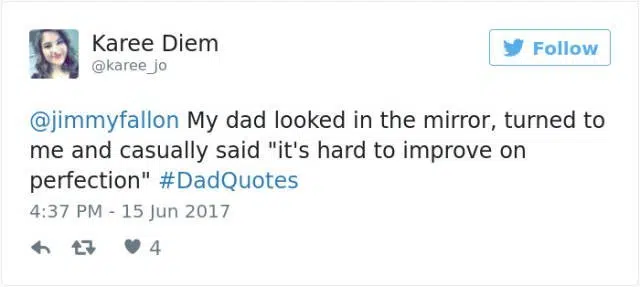 Karee Diem
@karee_jo
Follow
@jimmyfallon My dad looked in the mirror, turned to
me and casually said "it's hard to improve on
perfection" #DadQuotes
4:37 PM - 15 Jun 2017
4